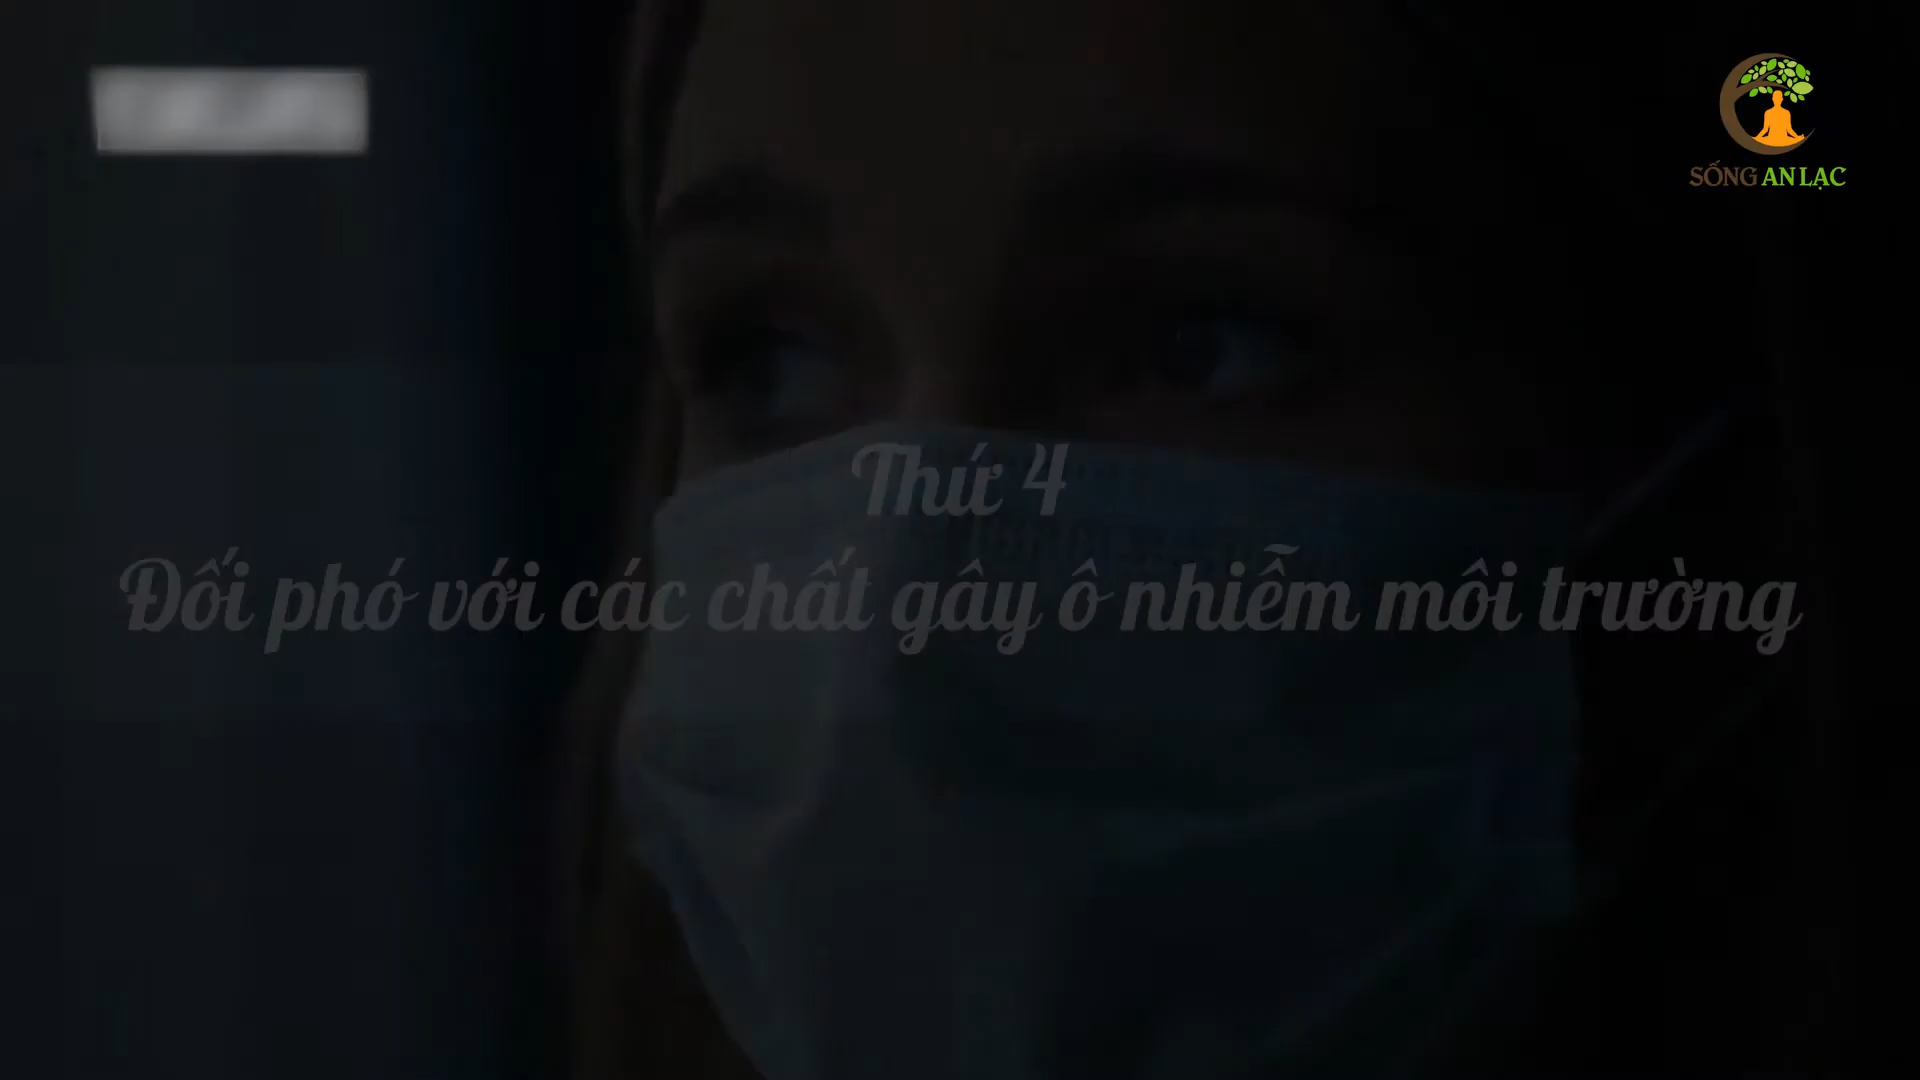 SỐNG AN LẠC
Thứ 4
Đối phó với các chất gây ô nhiễm môi trường